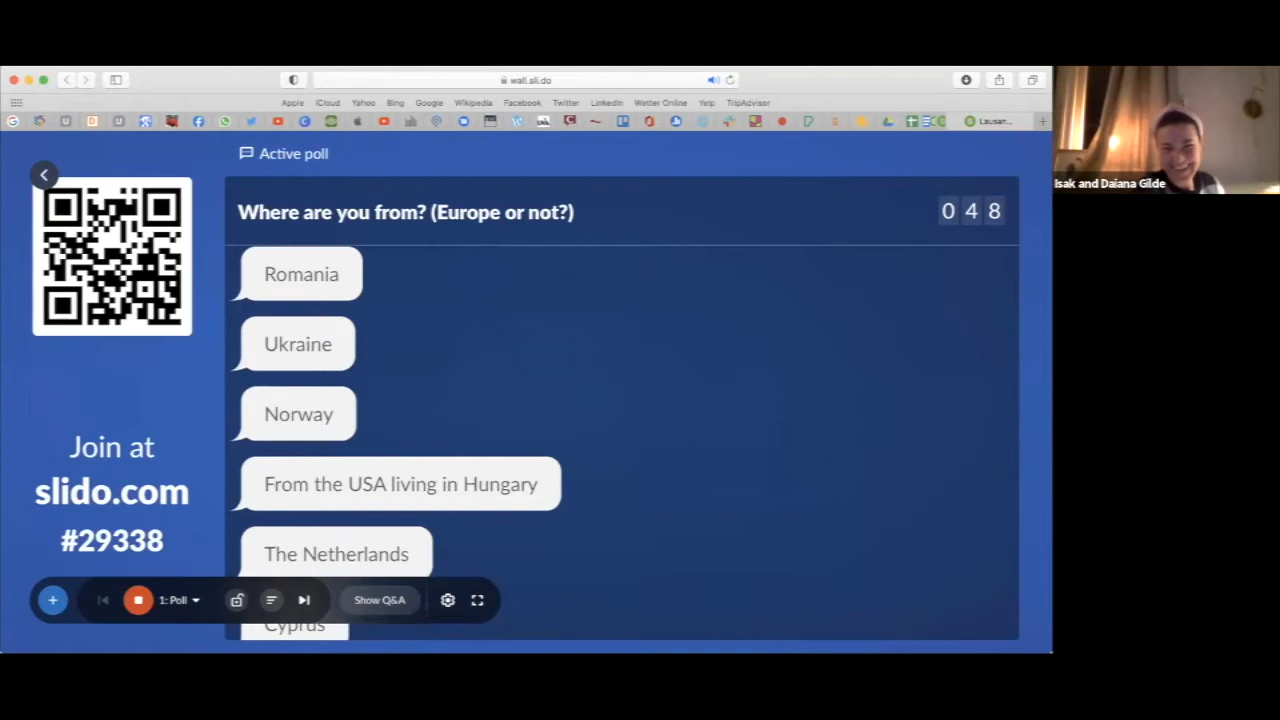 wall.sli.do
Apple iCloud Yahoo Bing Google Wikipedia Facebook Twitter LinkedIn Wetter Online Yelp TripAdvisor
Lausan...
Active poll
Where are you from? (Europe or not?)
0 4 8
Romania
Ukraine
Norway
From the USA living in Hungary
The Netherlands
Cyprus
Join at
slido.com
#29338
1: Poll
Show Q&A
Isak and Daiana Gilde